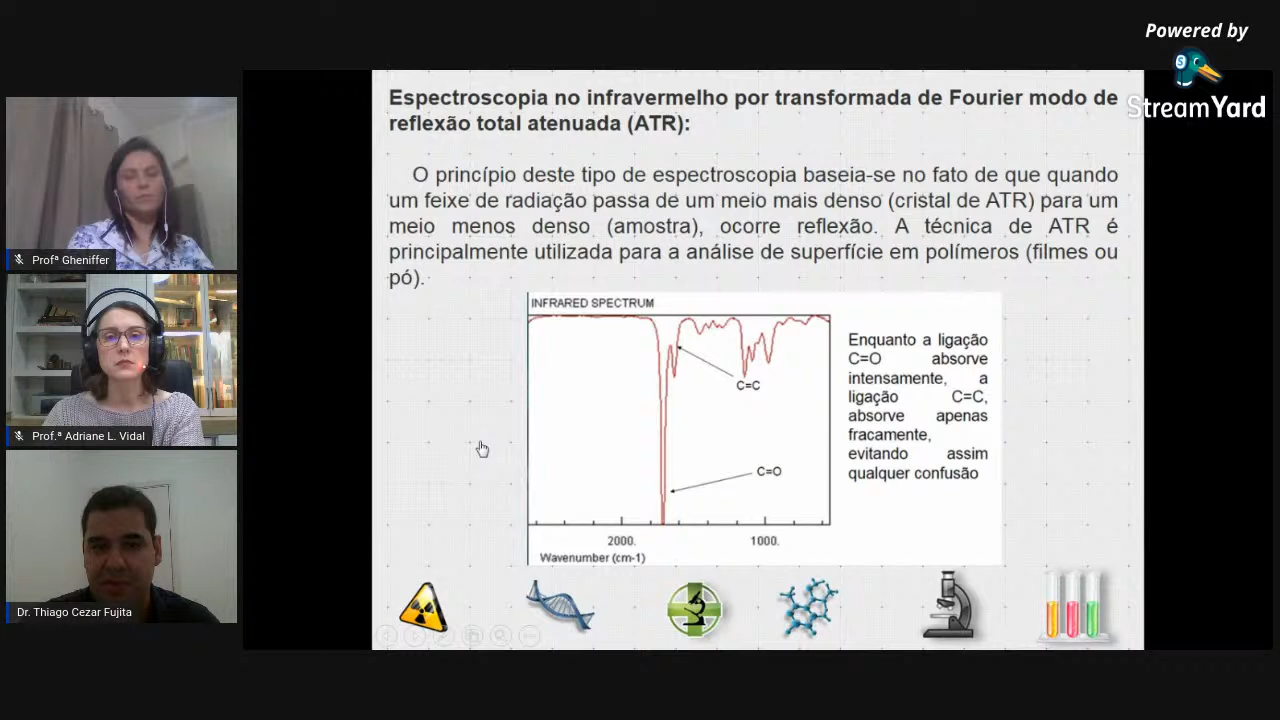 Powered by
StreamYard
Espectroscopia no infravermelho por transformada de Fourier modo de
reflexão total atenuada (ATR):
O princípio deste tipo de espectroscopia baseia-se no fato de que quando
um feixe de radiação passa de um meio mais denso (cristal de ATR) para um
meio menos denso (amostra), ocorre reflexão. A técnica de ATR é
principalmente utilizada para a análise de superfície em polímeros (filmes ou
pó).
INFRARED SPECTRUM
C=C
C=O
2000.
1000.
Wavenumber (cm-1)
Enquanto a ligação
C=O absorve
intensamente, a
ligação C=C,
absorve apenas
fracamente,
evitando assim
qualquer confusão
Profª Gheniffer
Prof.ª Adriane L. Vidal
Dr. Thiago Cezar Fujita